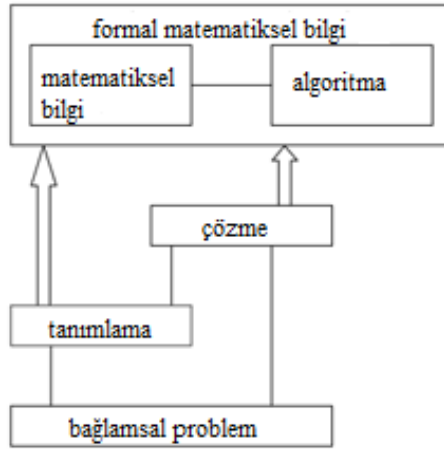 formal matematiksel bilgi
matematiksel
bilgi
algoritma
çözme
tanımlama
bağlamsal problem